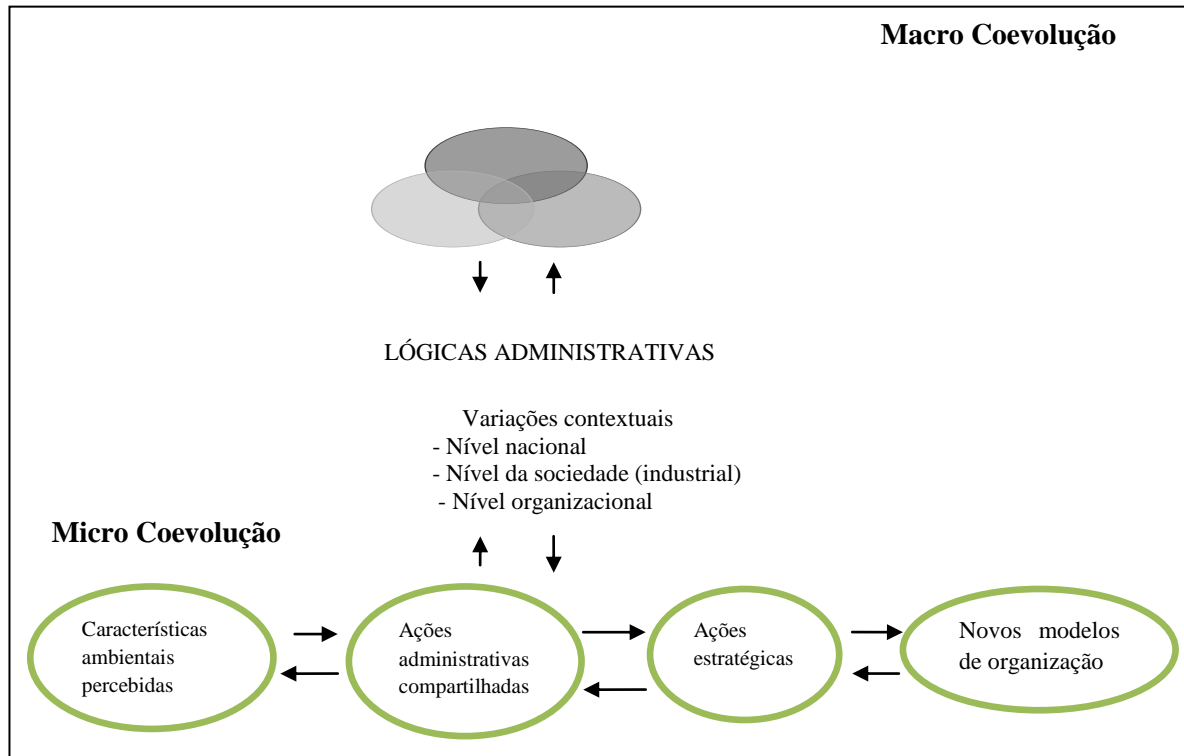 Macro Coevolução
LÓGICAS ADMINISTRATIVAS
Variações contextuais
- Nível nacional
- Nível da sociedade (industrial)
- Nível organizacional
Micro Coevolução
Características
ambientais
percebidas
Ações
administrativas
compartilhadas
Ações
estratégicas
Novos modelos
de organização